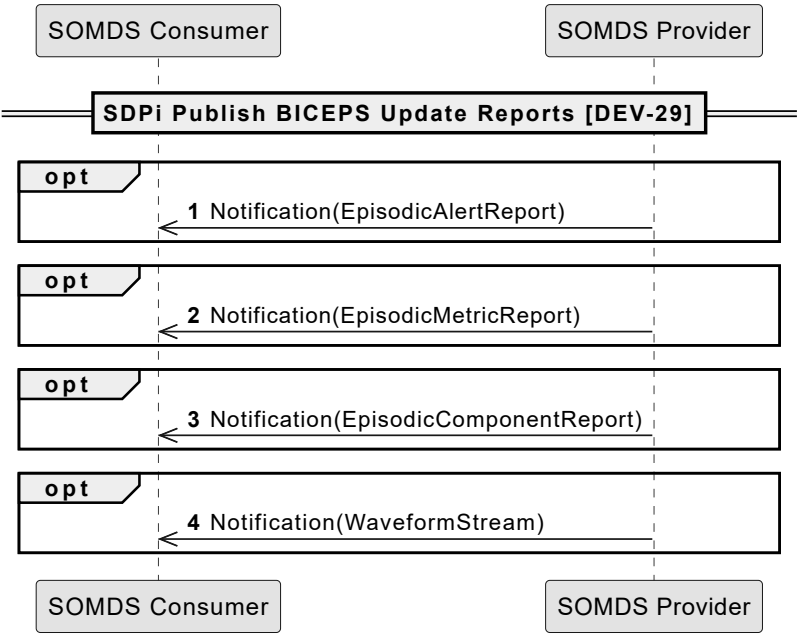 SOMDS Consumer SOMDS Provider
SDPi Publish BICEPS Update Reports [DEV-29]
opt
1 Notification(EpisodicAlertReport)
opt
2 Notification(EpisodicMetricReport)
opt
3 Notification(EpisodicComponentReport)
opt
4 Notification(WaveformStream)
SOMDS Consumer SOMDS Provider